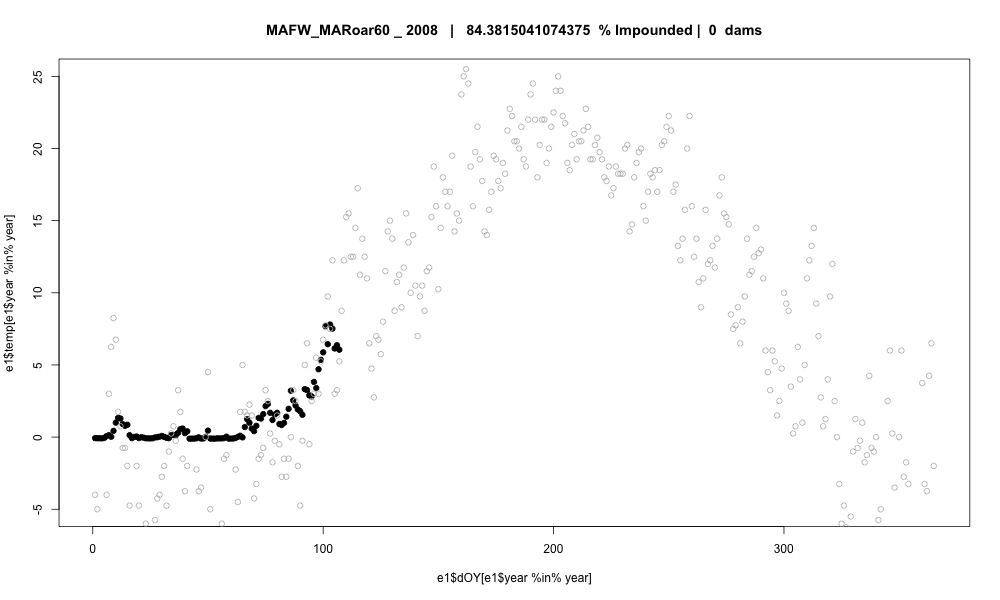 MAFW_MARoar60 _ 2008 | 84.3815041074375 % Impounded | 0 dams
e1$temp[e1$year %in% year]
25
20
15
10
5
0
-5
0 100 200 300
e1$dOY[e1$year %in% year]